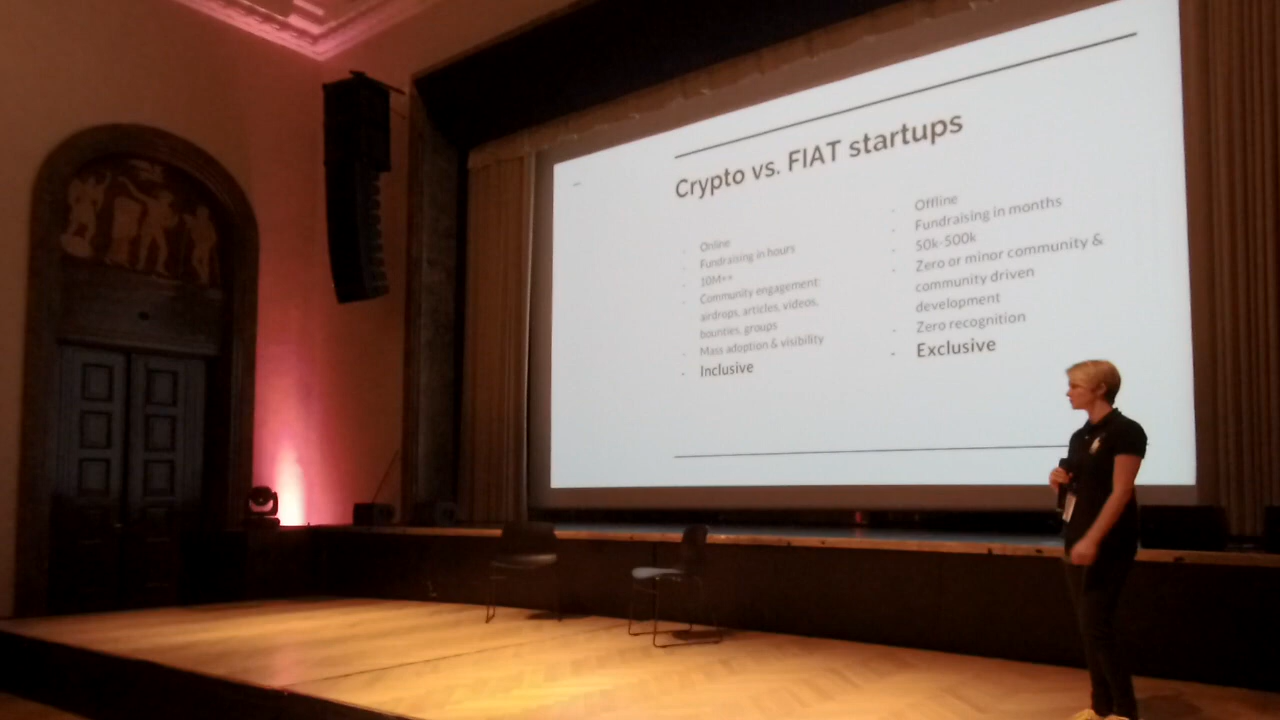 Crypto vs. FIAT startups
- Online
- Fundraising in hours
- 10M++
- Community engagement:
airdrops, articles, videos,
bounties, groups
- Mass adoption & visibility
- Inclusive
- Offline
- Fundraising in months
- 50k-500k
- Zero or minor community &
community driven
development
- Zero recognition
- Exclusive